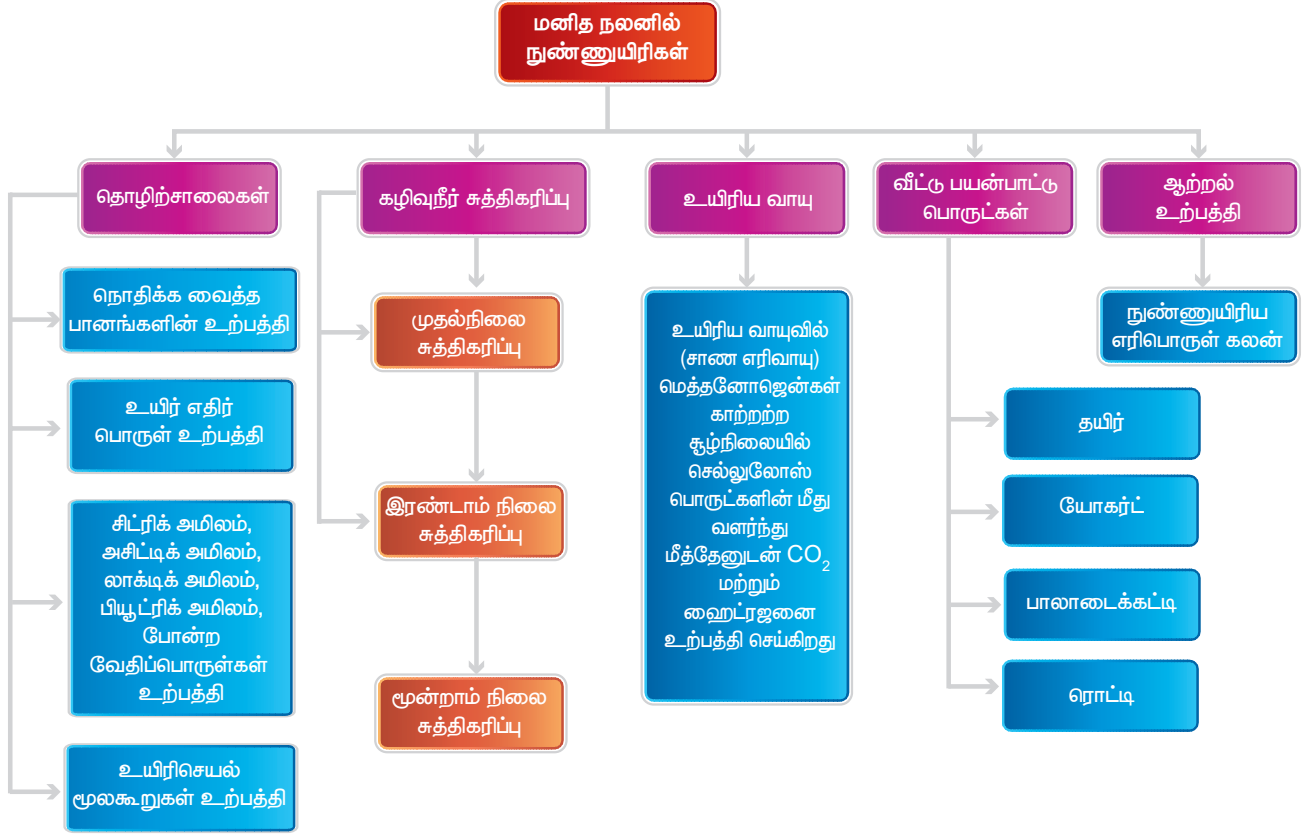 மனித நலனில்
நுண்ணுயிரிகள்
தொழிற்சாலைகள்
நொதிக்க வைத்த
பானங்களின் உற்பத்தி
உயிர் எதிர்
பொருள் உற்பத்தி
சிட்ரிக் அமிலம்,
அசிட்டிக் அமிலம்,
லாக்டிக் அமிலம்,
பியூட்ரிக் அமிலம்,
போன்ற
வேதிப்பொருள்கள்
உற்பத்தி
உயிரிசெயல்
மூலகூறுகள் உற்பத்தி
கழிவுநீர் சுத்திகரிப்பு
முதல்நிலை
சுத்திகரிப்பு
இரண்டாம் நிலை
சுத்திகரிப்பு
மூன்றாம் நிலை
சுத்திகரிப்பு
உயிரிய வாயு
உயிரிய வாயுவில்
(சாண எரிவாயு)
மெத்தனோஜென்கள்
காற்றற்ற
சூழ்நிலையில்
செல்லுலோஸ்
பொருட்களின் மீது
வளர்ந்து
மீத்தேனுடன் CO₂
மற்றும்
ஹைட்ரஜனை
உற்பத்தி செய்கிறது
வீட்டு பயன்பாட்டு
பொருட்கள்
தயிர்
யோகர்ட்
பாலாடைக்கட்டி
ரொட்டி
ஆற்றல்
உற்பத்தி
நுண்ணுயிரிய
எரிபொருள் கலன்